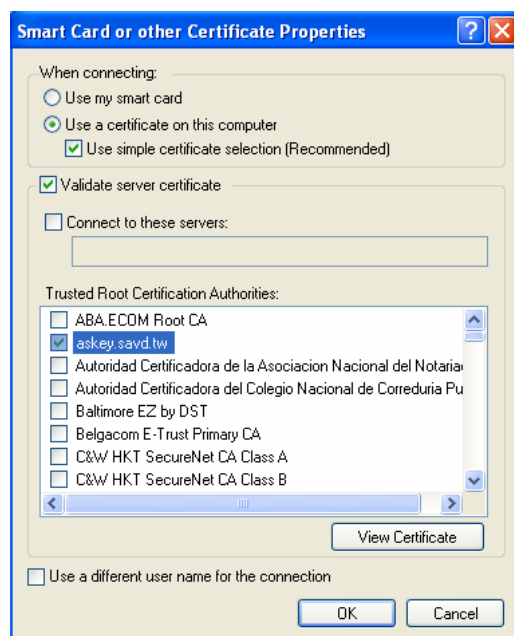 Smart Card or other Certificate Properties
When connecting:
Use my smart card
Use a certificate on this computer
Use simple certificate selection (Recommended)
Validate server certificate
Connect to these servers:
Trusted Root Certification Authorities:
ABA.ECOM Root CA
askey.savd.tw
Autoridad Certificadora de la Asociacion Nacional del Notaria
Autoridad Certificadora del Colegio Nacional de Correduria Pu
Baltimore EZ by DST
Belgacom E-Trust Primary CA
C&W HKT SecureNet CA Class A
C&W HKT SecureNet CA Class B
View Certificate
Use a different user name for the connection
OK Cancel